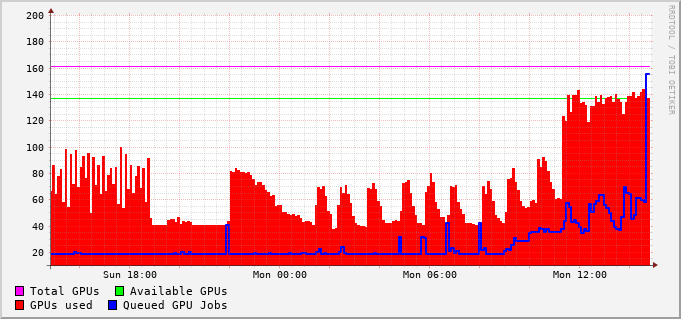 200
180
160
140
120
100
80
60
40
20
Sun 18:00 Mon 00:00 Mon 06:00 Mon 12:00
Total GPUs Available GPUs
GPUs used Queued GPU Jobs
RRDTOOL / TOBI OETIKER